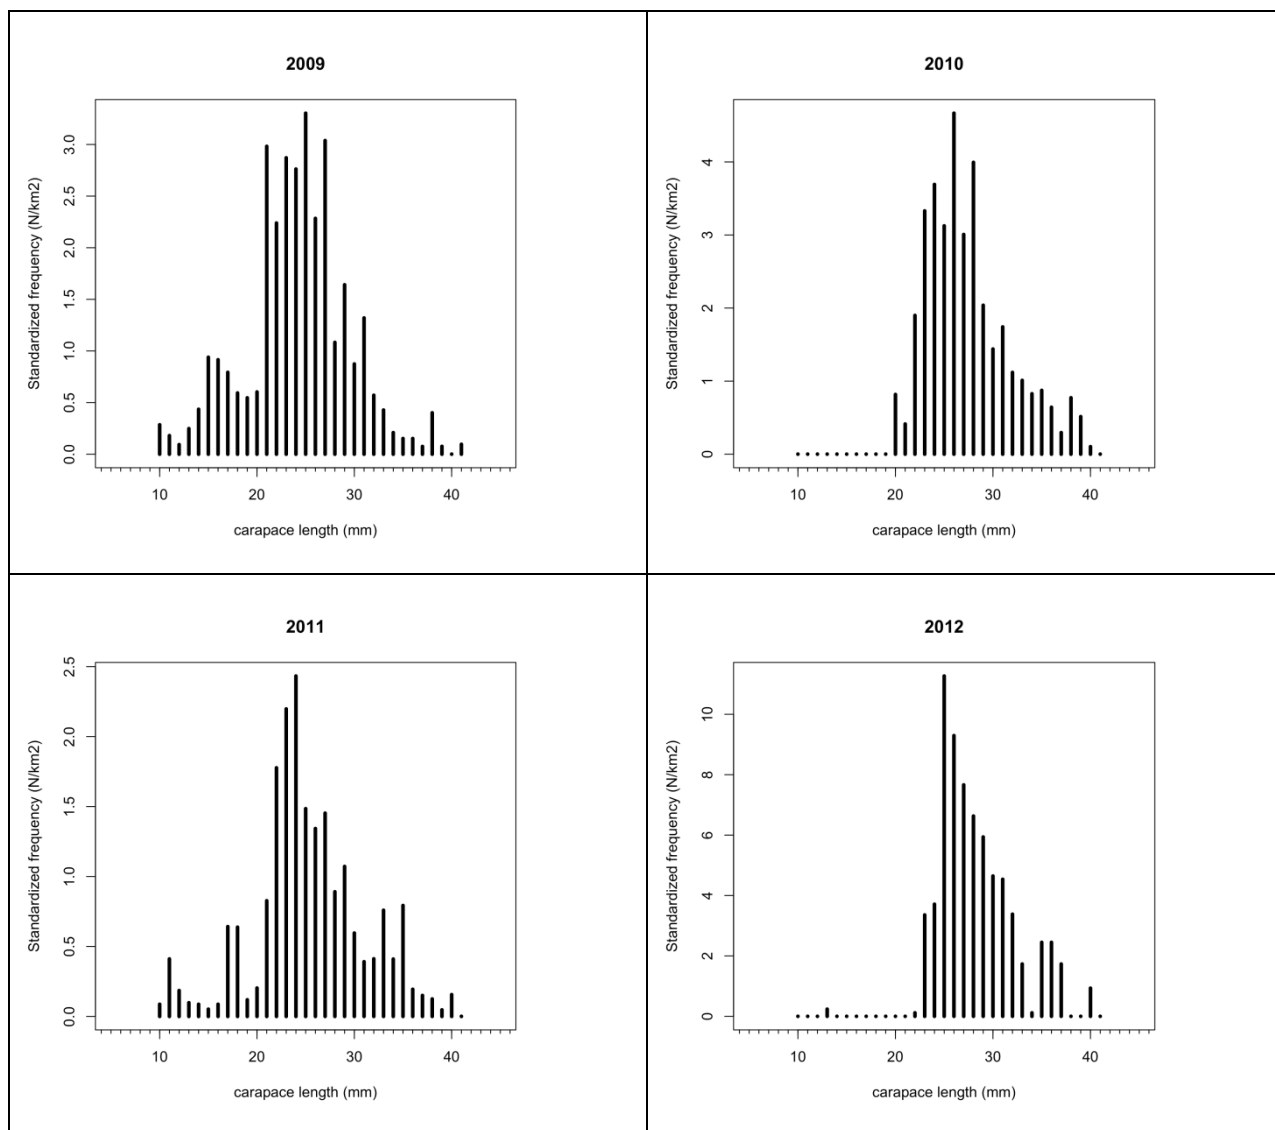 2009
Standardized frequency (N/km2)
0.0 0.5 1.0 1.5 2.0 2.5 3.0
10 20 30 40
carapace length (mm)
2010
Standardized frequency (N/km2)
0 1 2 3 4
10 20 30 40
carapace length (mm)
2011
Standardized frequency (N/km2)
0.0 0.5 1.0 1.5 2.0 2.5
10 20 30 40
carapace length (mm)
2012
Standardized frequency (N/km2)
0 2 4 6 8 10
10 20 30 40
carapace length (mm)